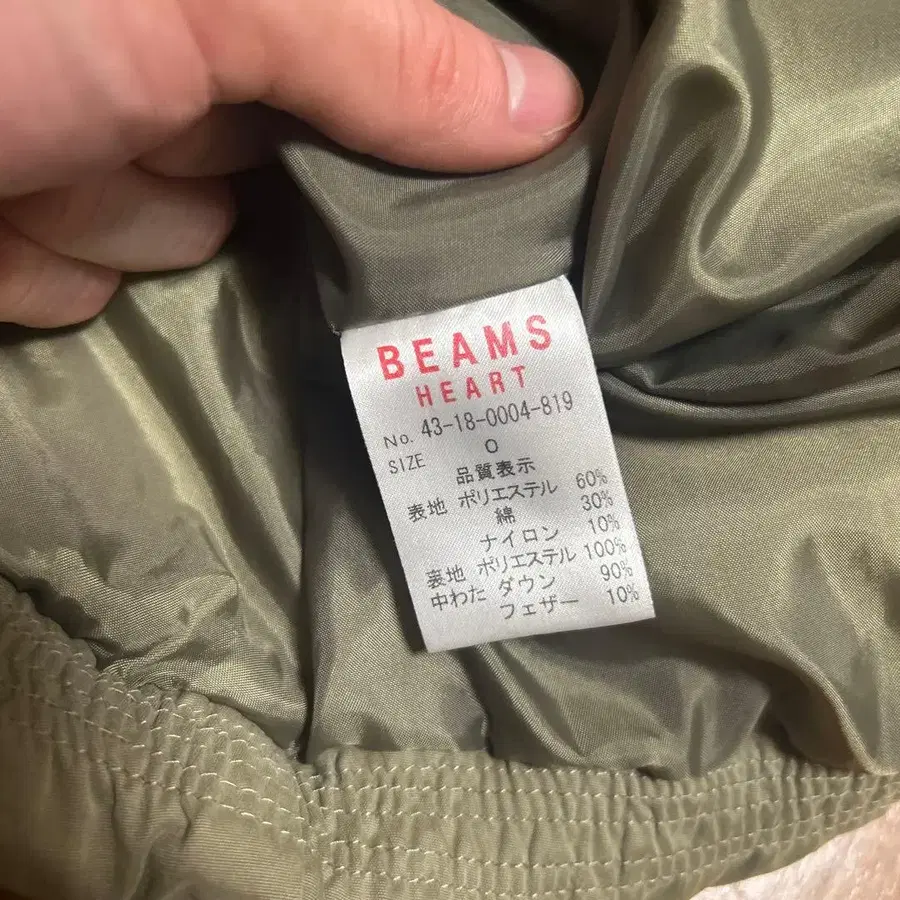 BEAMS
HEART
No. 43-18-0004-819
SIZE 0
品質表示
表地 ポリエステル 60%
綿 30%
ナイロン 10%
裏地 ポリエステル 100%
中わた ダウン 90%
フェザー 10%